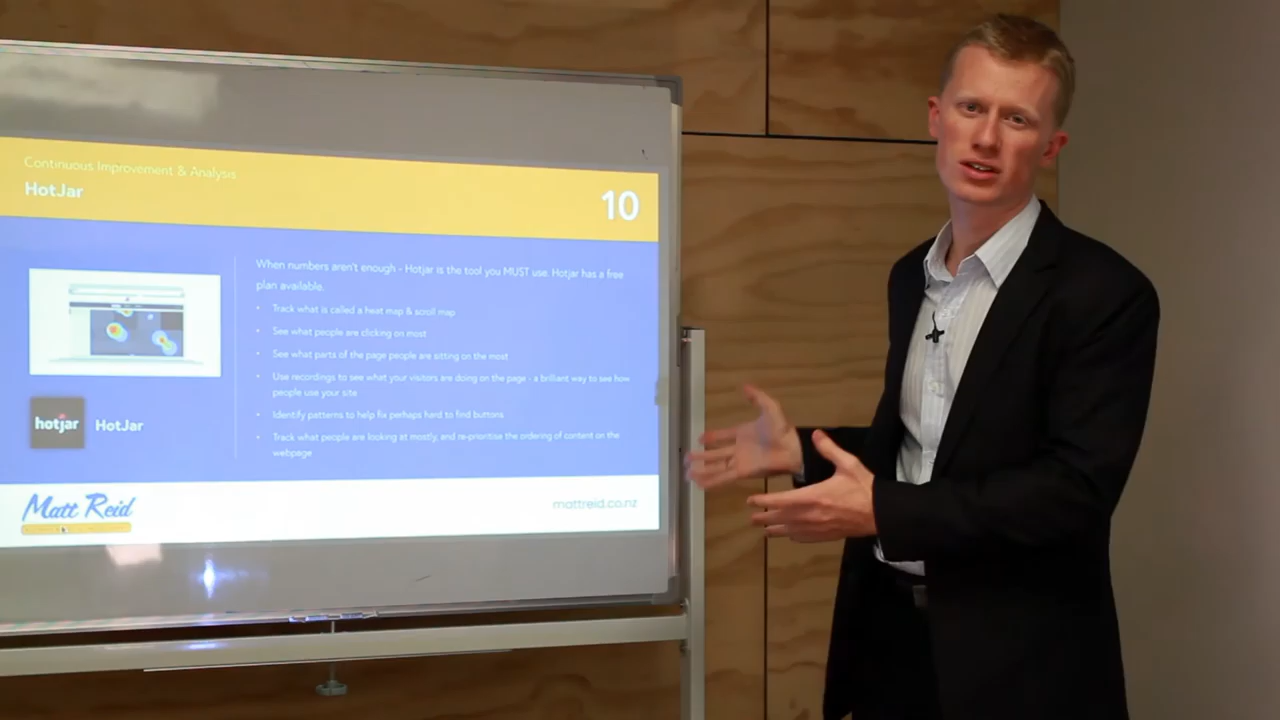 Continuous Improvement & Analysis
HotJar
10
When numbers aren't enough - Hotjar is the tool you MUST use. Hotjar has a free
plan available.
• Track what is called a heat map & scroll map
• See what people are clicking on most
• See what parts of the page people are sitting on the most
• Use recordings to see what your visitors are doing on the page - a brilliant way to see how
people use your site
• Identify patterns to help fix perhaps hard to find buttons
• Track what people are looking at mostly, and re-prioritise the ordering of content on the
webpage
hotjar
HotJar
Matt Reid
mattreid.co.nz